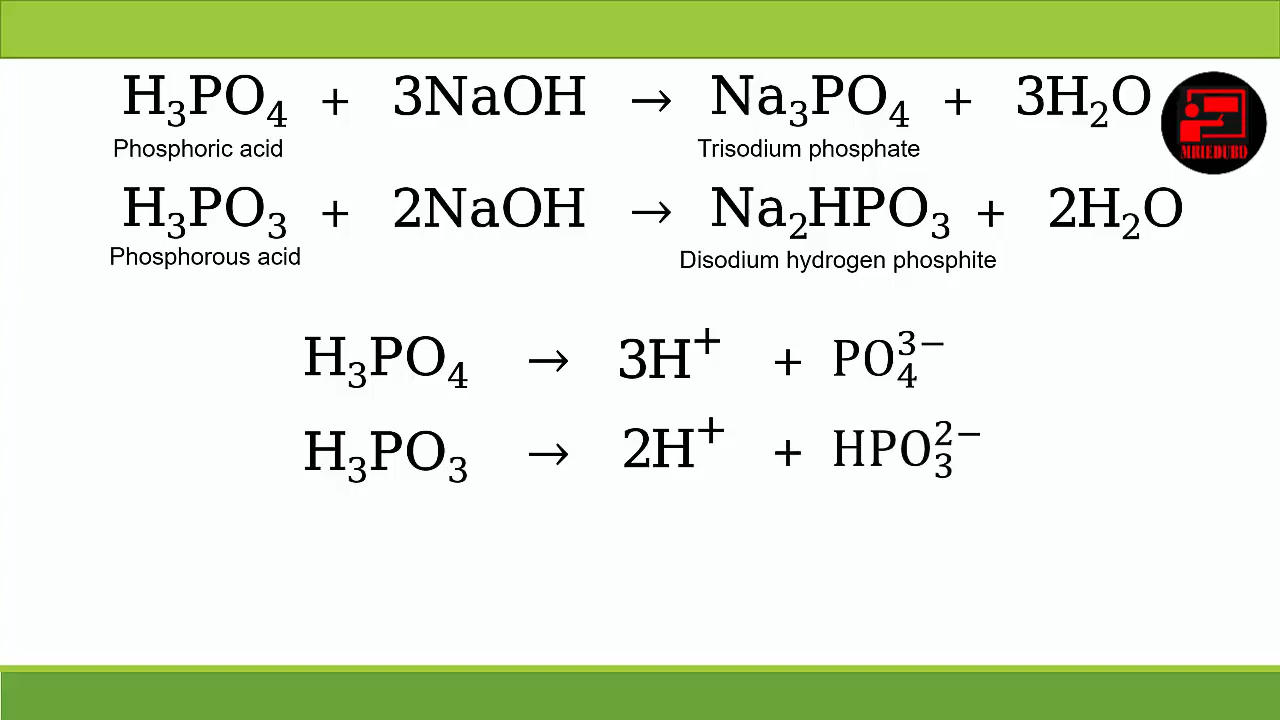 H₃PO₄ + 3NaOH → Na₃PO₄ + 3H₂O
Phosphoric acid Trisodium phosphate
MRIEDUBD
H₃PO₃ + 2NaOH → Na₂HPO₃ + 2H₂O
Phosphorous acid Disodium hydrogen phosphite
H₃PO₄ → 3H⁺ + PO₄³⁻
H₃PO₃ → 2H⁺ + HPO₃²⁻